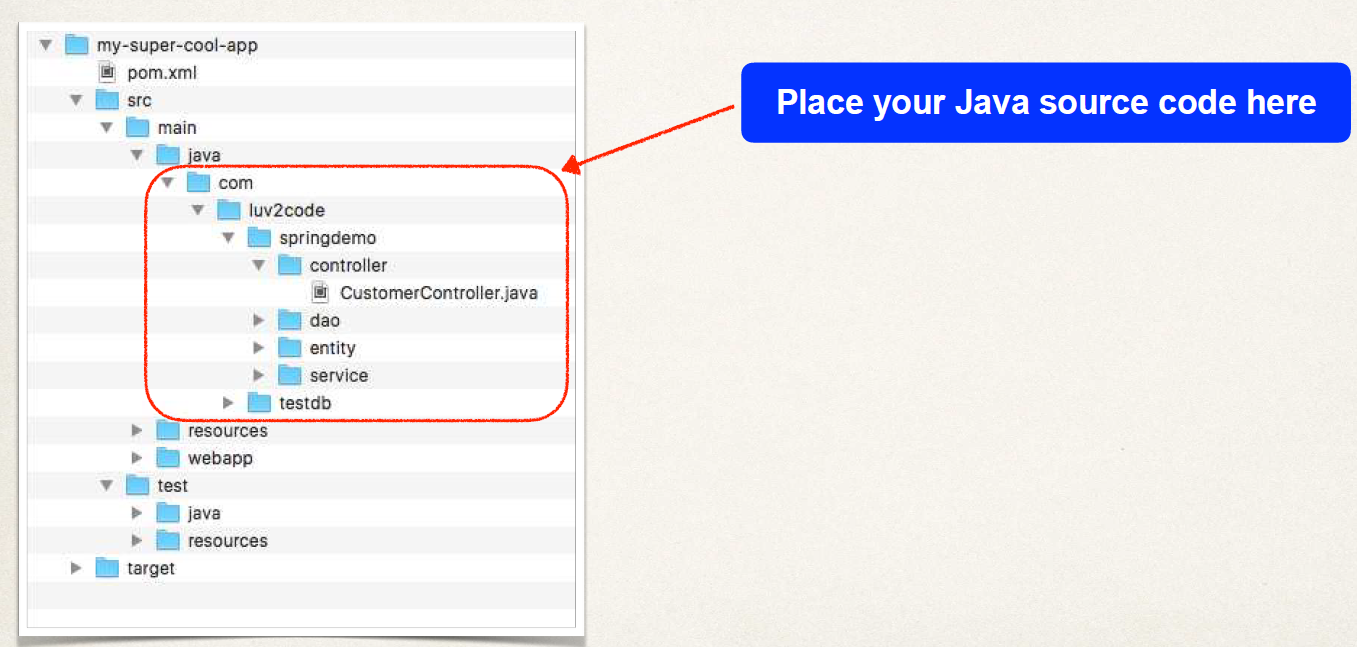 my-super-cool-app
pom.xml
src
main
java
com
luv2code
springdemo
controller
CustomerController.java
dao
entity
service
testdb
resources
webapp
test
java
resources
target
Place your Java source code here